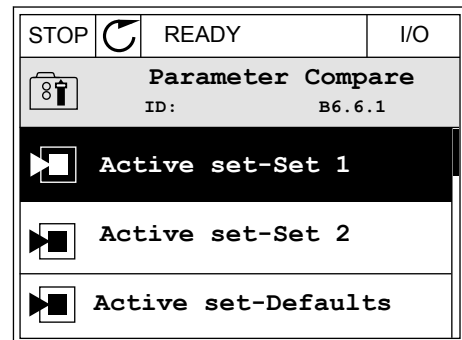 STOP READY I/O
Parameter Compare
ID: B6.6.1
Active set-Set 1
Active set-Set 2
Active set-Defaults